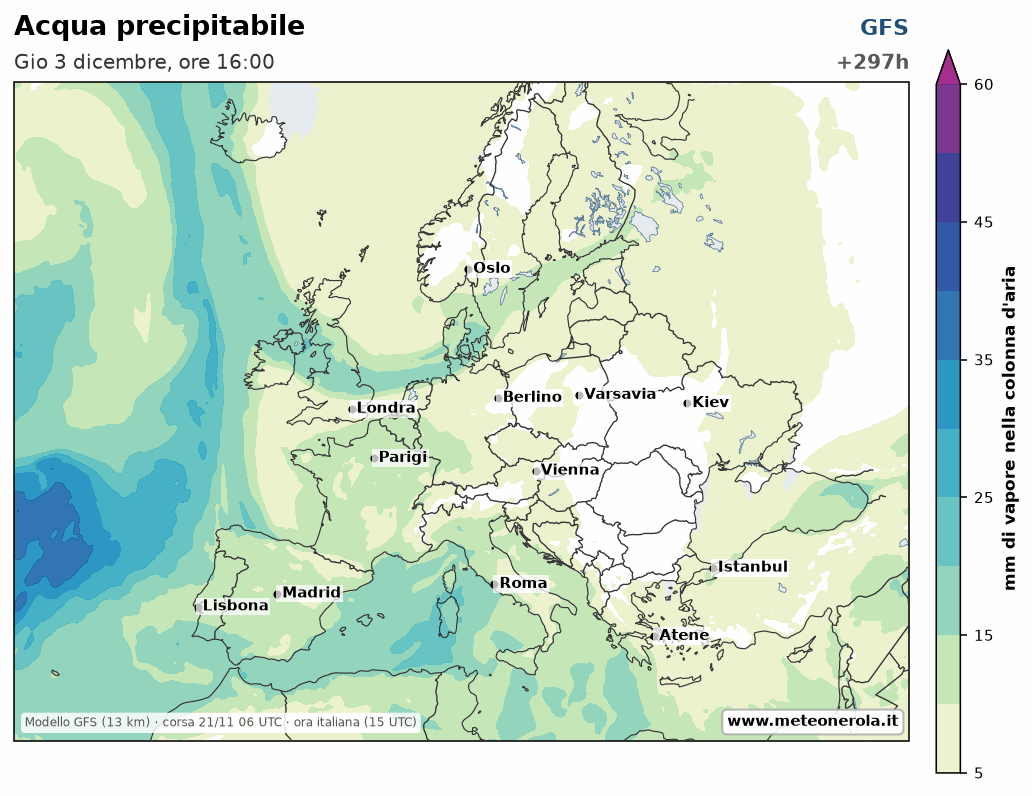 Acqua precipitabile
GFS
Gio 3 dicembre, ore 16:00
+297h
60
45
35
25
15
5
mm di vapore nella colonna d'aria
Oslo
Berlino
Varsavia
Kiev
Londra
Parigi
Vienna
Istanbul
Roma
Madrid
Lisbona
Atene
Modello GFS (13 km) · corsa 21/11 06 UTC · ora italiana (15 UTC)
www.meteonerola.it